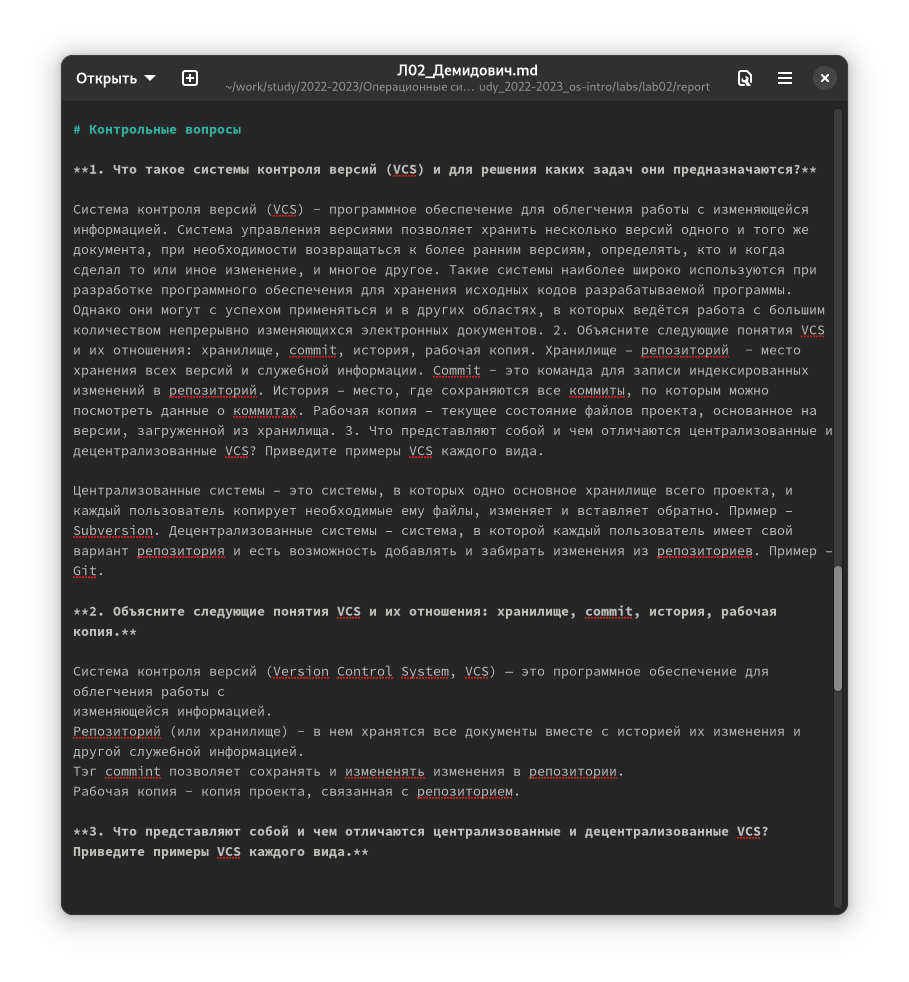 Открыть
Л02_Демидович.md
~/work/study/2022-2023/Операционные си… udy_2022-2023_os-intro/labs/lab02/report
# Контрольные вопросы
**1. Что такое системы контроля версий (VCS) и для решения каких задач они предназначаются?**
Система контроля версий (VCS) – программное обеспечение для облегчения работы с изменяющейся
информацией. Система управления версиями позволяет хранить несколько версий одного и того же
документа, при необходимости возвращаться к более ранним версиям, определять, кто и когда
сделал то или иное изменение, и многое другое. Такие системы наиболее широко используются при
разработке программного обеспечения для хранения исходных кодов разрабатываемой программы.
Однако они могут с успехом применяться и в других областях, в которых ведётся работа с большим
количеством непрерывно изменяющихся электронных документов. 2. Объясните следующие понятия VCS
и их отношения: хранилище, commit, история, рабочая копия. Хранилище – репозиторий  – место
хранения всех версий и служебной информации. Commit – это команда для записи индексированных
изменений в репозиторий. История – место, где сохраняются все коммиты, по которым можно
посмотреть данные о коммитах. Рабочая копия – текущее состояние файлов проекта, основанное на
версии, загруженной из хранилища. 3. Что представляют собой и чем отличаются централизованные и
децентрализованные VCS? Приведите примеры VCS каждого вида.
Централизованные системы – это системы, в которых одно основное хранилище всего проекта, и
каждый пользователь копирует необходимые ему файлы, изменяет и вставляет обратно. Пример –
Subversion. Децентрализованные системы – система, в которой каждый пользователь имеет свой
вариант репозитория и есть возможность добавлять и забирать изменения из репозиториев. Пример –
Git.
**2. Объясните следующие понятия VCS и их отношения: хранилище, commit, история, рабочая
копия.**
Система контроля версий (Version Control System, VCS) — это программное обеспечение для
облегчения работы с
изменяющейся информацией.
Репозиторий (или хранилище) – в нем хранятся все документы вместе с историей их изменения и
другой служебной информацией.
Тэг commint позволяет сохранять и измененять изменения в репозитории.
Рабочая копия – копия проекта, связанная с репозиторием.
**3. Что представляют собой и чем отличаются централизованные и децентрализованные VCS?
Приведите примеры VCS каждого вида.**